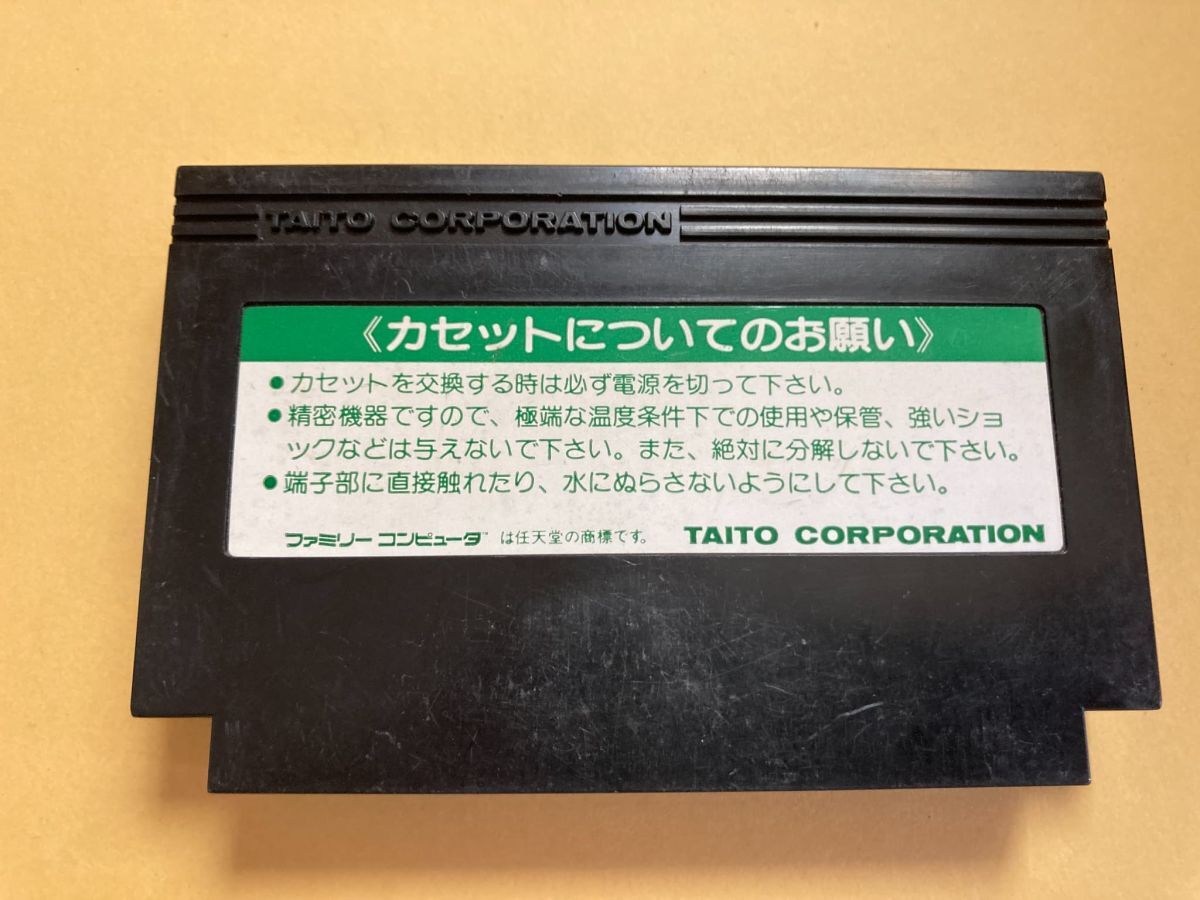 TAITO CORPORATION
《カセットについてのお願い》
●カセットを交換する時は必ず電源を切って下さい。
●精密機器ですので、極端な温度条件下での使用や保管、強いショ
ックなどは与えないで下さい。また、絶対に分解しないで下さい。
●端子部に直接触れたり、水にぬらさないようにして下さい。
ファミリー コンピュータ™ は任天堂の商標です。 TAITO CORPORATION